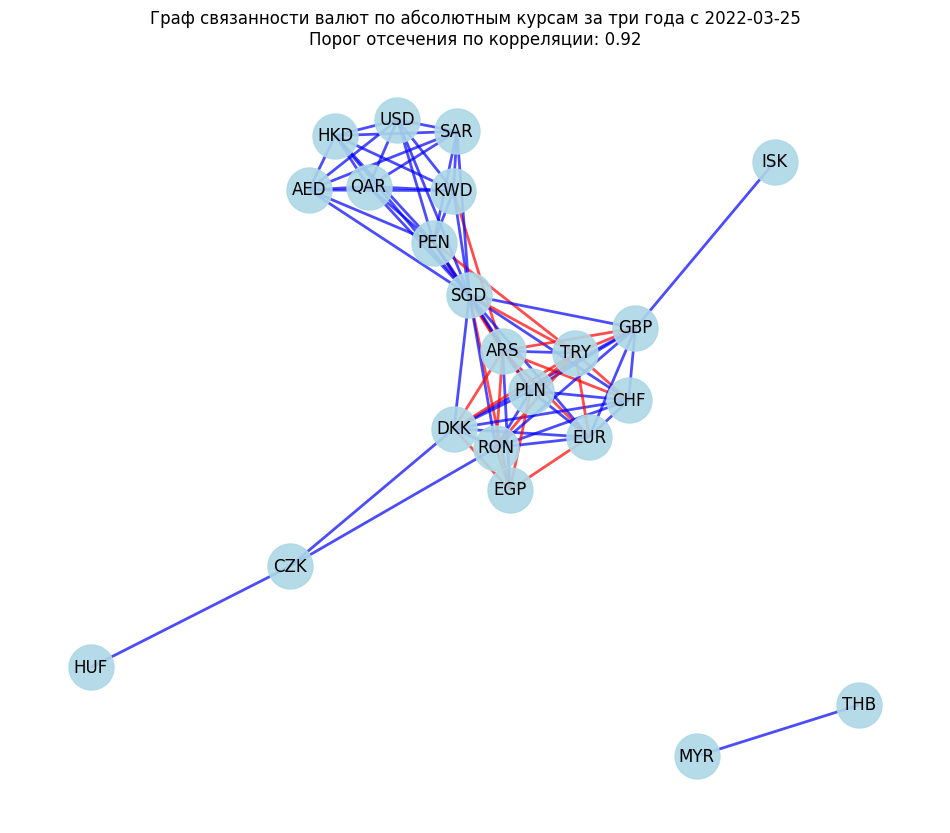 Граф связанности валют по абсолютным курсам за три года с 2022-03-25
Порог отсечения по корреляции: 0.92
USD
HKD
SAR
ISK
AED
QAR
KWD
PEN
SGD
GBP
ARS
TRY
PLN
CHF
DKK
EUR
RON
EGP
CZK
HUF
THB
MYR